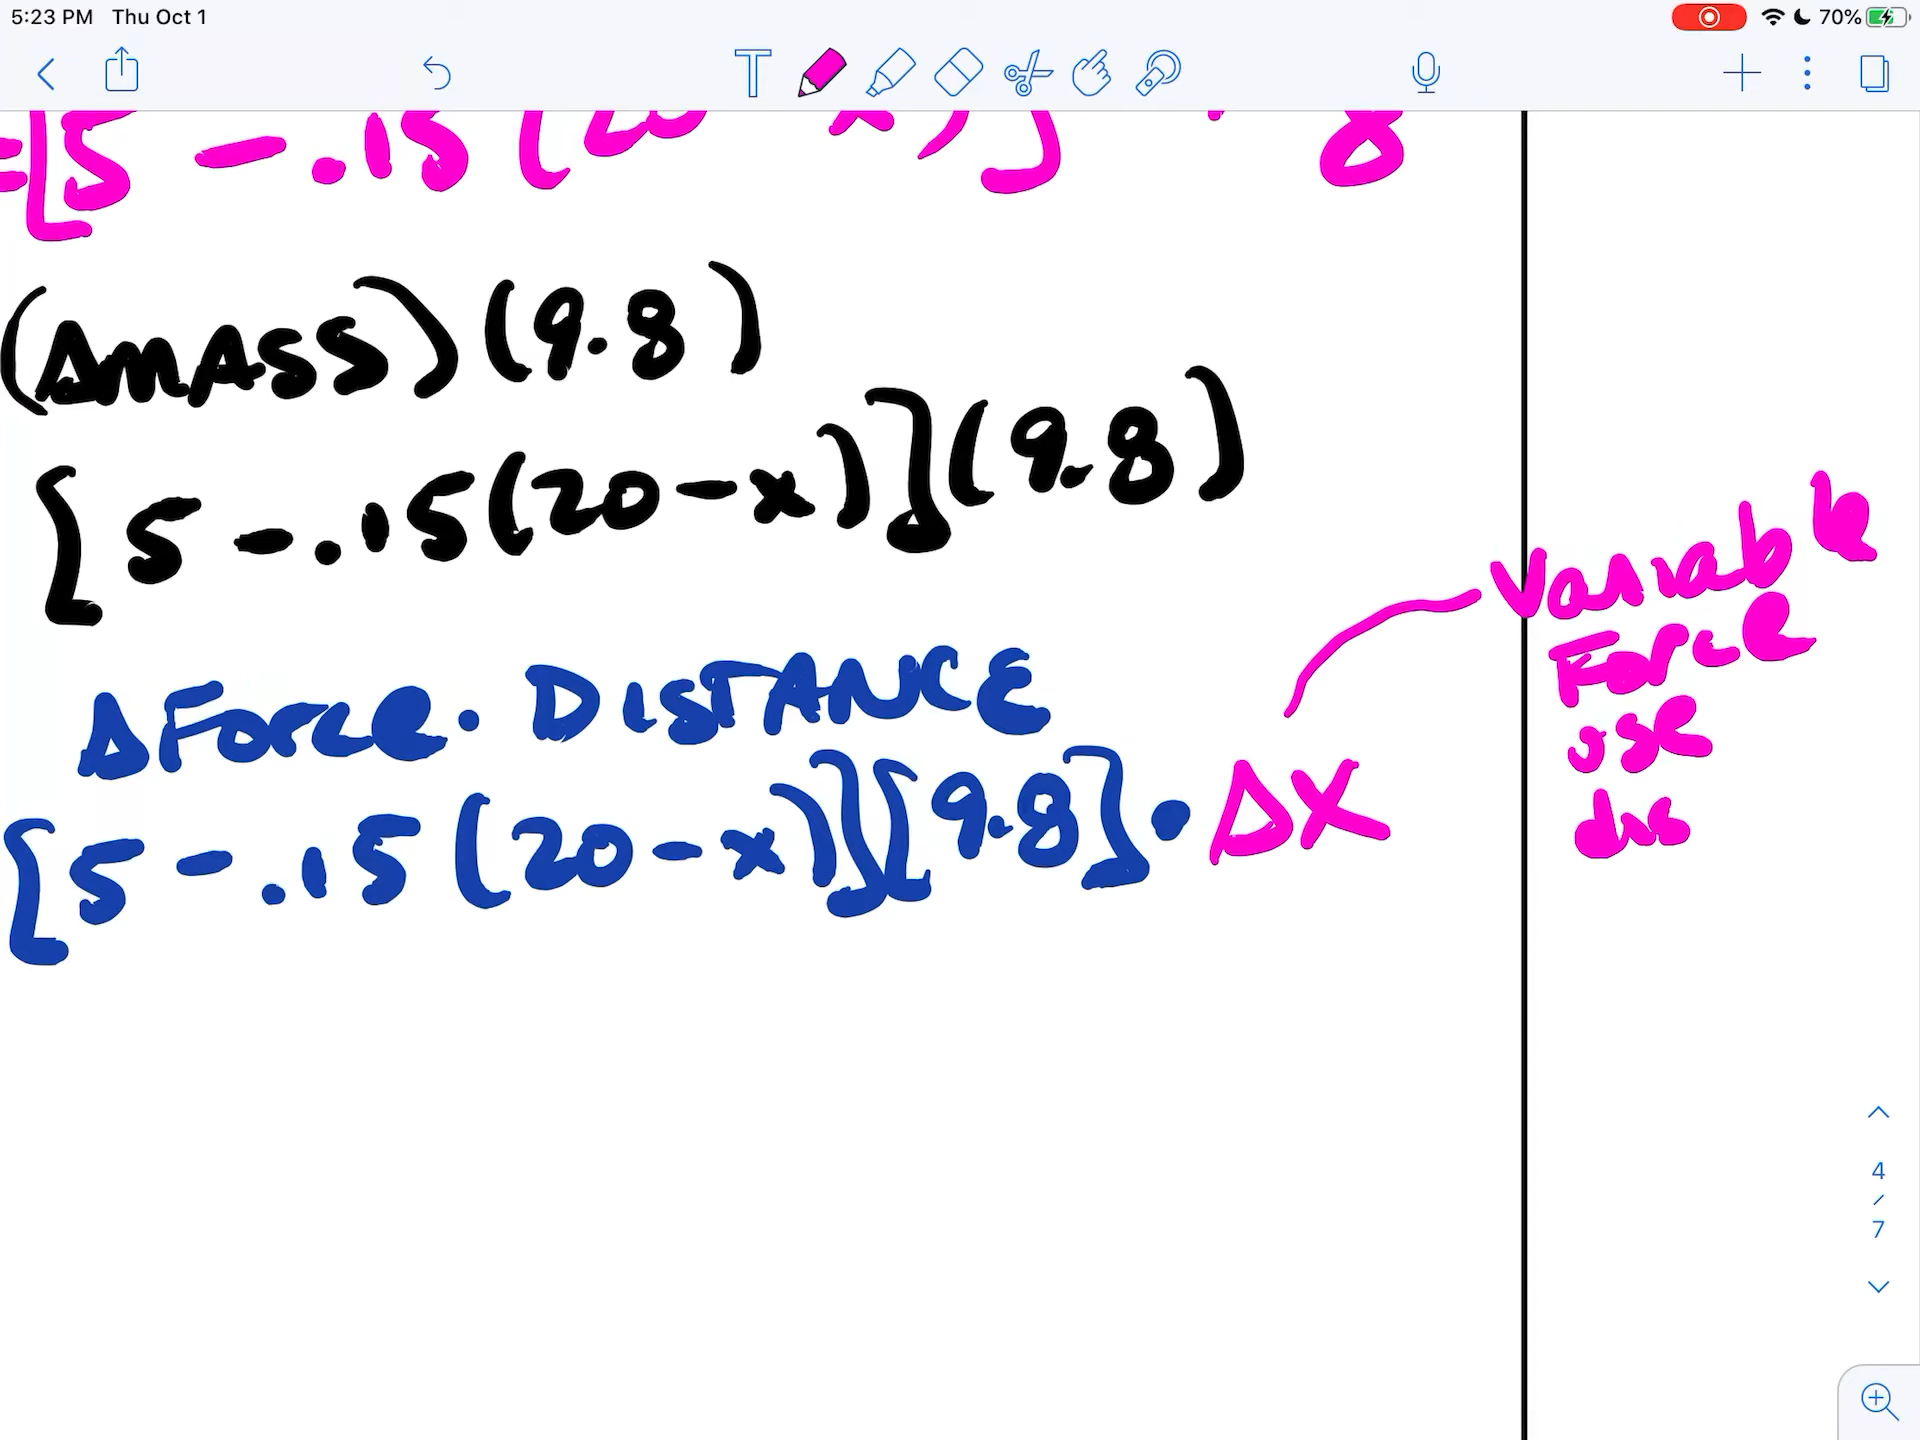 5:23 PM Thu Oct 1
70%
T
=[5 - .15(20 - x)] + 8
(ΔMASS)(9.8)
[5 - .15(20-x)](9.8)
Variable
Force
use
ΔForce · DISTANCE
[5 - .15(20-x)][9.8] · ΔX
4
/
7